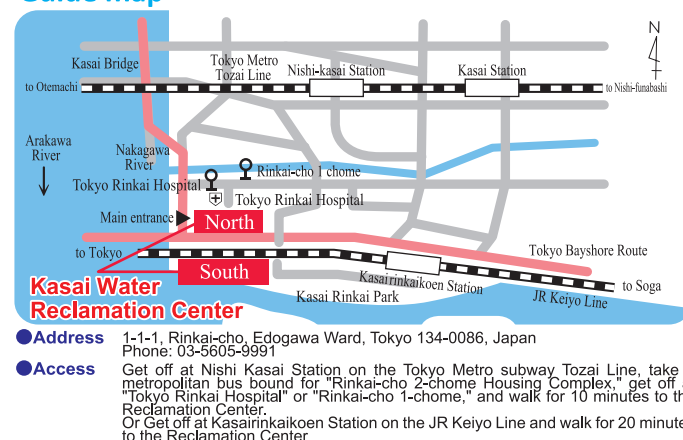 Guide Map
N
Kasai Bridge
Tokyo Metro
Tozai Line
Nishi-kasai Station
Kasai Station
to Otemachi
to Nishi-funabashi
Arakawa
River
Nakagawa
River
Rinkai-cho 1 chome
Tokyo Rinkai Hospital
Tokyo Rinkai Hospital
Main entrance
North
to Tokyo
South
Tokyo Bayshore Route
Kasairinkaikoen Station
to Soga
JR Keiyo Line
Kasai Rinkai Park
Kasai Water
Reclamation Center
●Address 1-1-1, Rinkai-cho, Edogawa Ward, Tokyo 134-0086, Japan
Phone: 03-5605-9991
●Access Get off at Nishi Kasai Station on the Tokyo Metro subway Tozai Line, take
metropolitan bus bound for "Rinkai-cho 2-chome Housing Complex," get off
"Tokyo Rinkai Hospital" or "Rinkai-cho 1-chome," and walk for 10 minutes to
Reclamation Center.
Or Get off at Kasairinkaikoen Station on the JR Keiyo Line and walk for 20
to the Reclamation Center